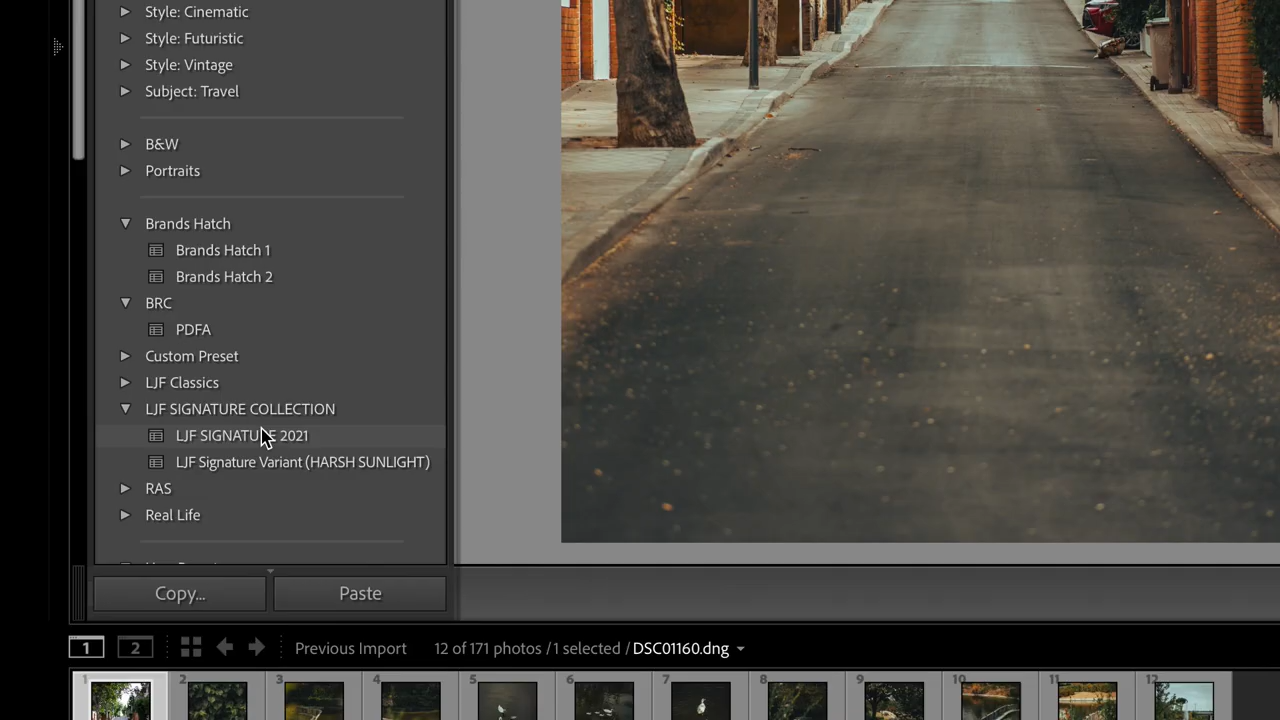 Style: Cinematic
Style: Futuristic
Style: Vintage
Subject: Travel
B&W
Portraits
Brands Hatch
Brands Hatch 1
Brands Hatch 2
BRC
PDFA
Custom Preset
LJF Classics
LJF SIGNATURE COLLECTION
LJF SIGNATURE 2021
LJF Signature Variant (HARSH SUNLIGHT)
RAS
Real Life
Copy... Paste
1 2 Previous Import 12 of 171 photos / 1 selected / DSC01160.dng
1 2 3 4 5 6 7 8 9 10 11 12